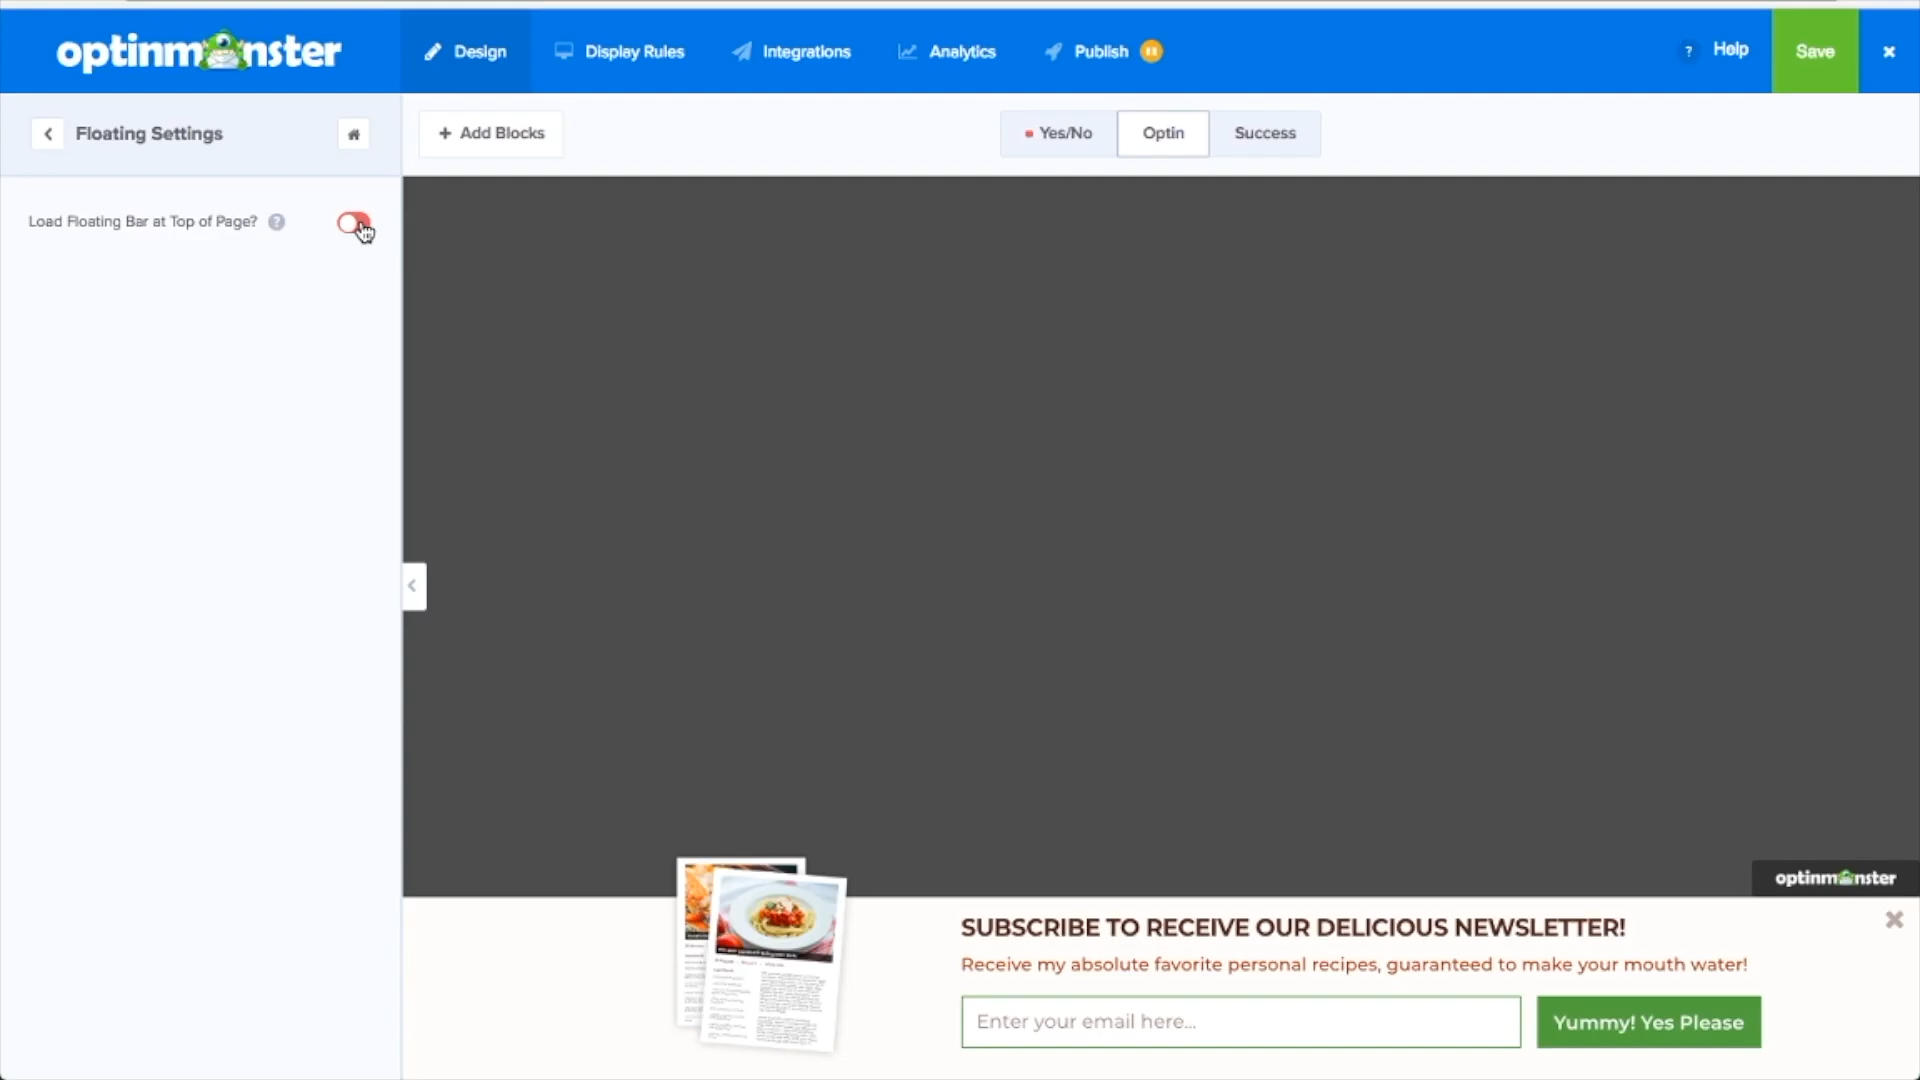 optinmonster
Design
Display Rules
Integrations
Analytics
Publish
? Help
Save
Floating Settings
+ Add Blocks
Yes/No
Optin
Success
Load Floating Bar at Top of Page? ?
optinmonster
SUBSCRIBE TO RECEIVE OUR DELICIOUS NEWSLETTER!
Receive my absolute favorite personal recipes, guaranteed to make your mouth water!
Enter your email here...
Yummy! Yes Please